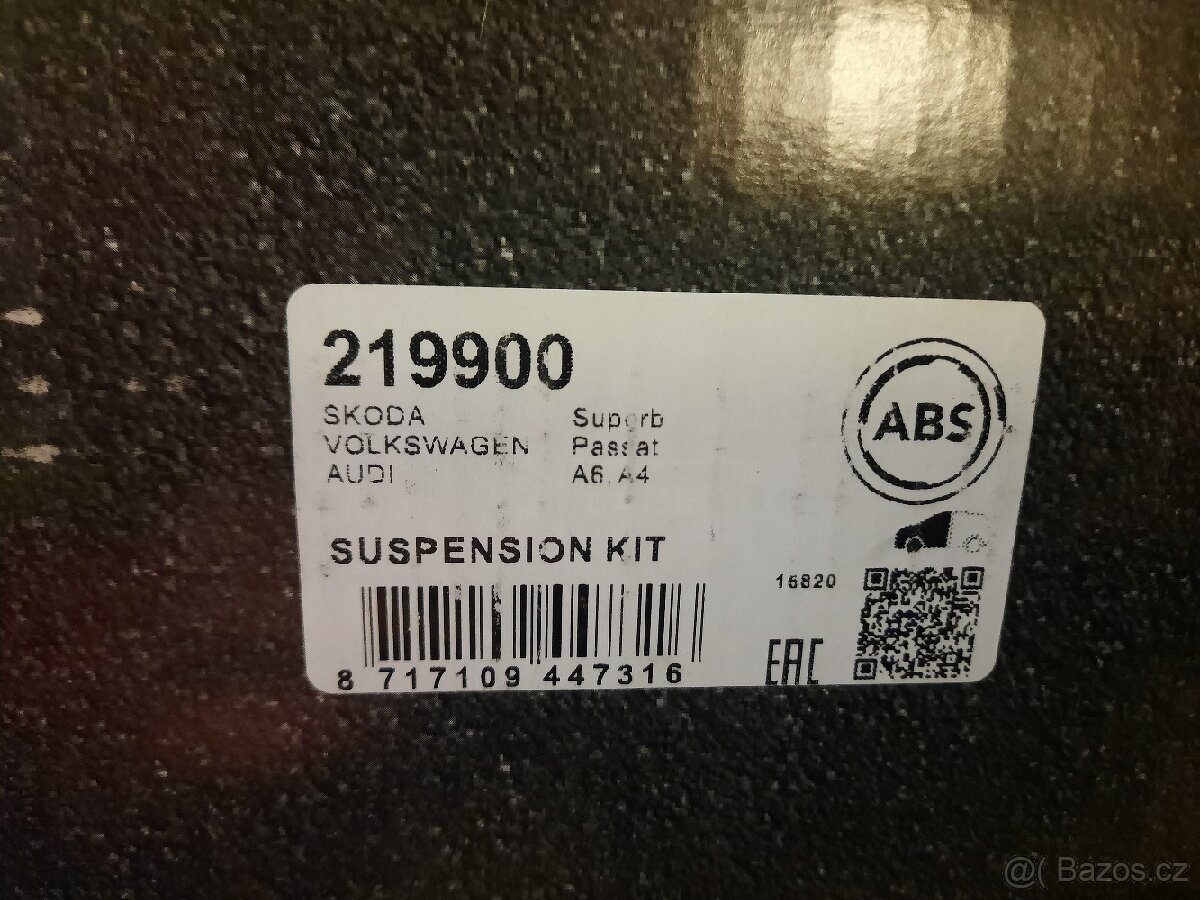 219900
SKODA Superb
VOLKSWAGEN Passat
AUDI A6, A4
ABS
SUSPENSION KIT
16820
8 717109 447316
EAC
@( Bazos.cz